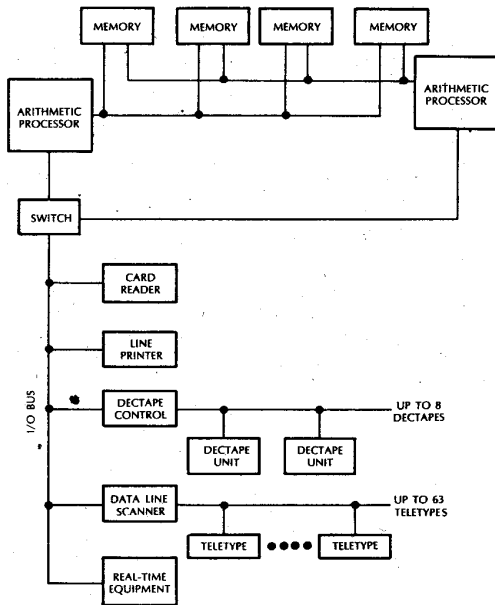 MEMORY
MEMORY
MEMORY
MEMORY
ARITHMETIC
PROCESSOR
ARITHMETIC
PROCESSOR
SWITCH
CARD
READER
LINE
PRINTER
I/O BUS
DECTAPE
CONTROL
UP TO 8
DECTAPES
DECTAPE
UNIT
DECTAPE
UNIT
DATA LINE
SCANNER
UP TO 63
TELETYPES
TELETYPE
TELETYPE
REAL-TIME
EQUIPMENT